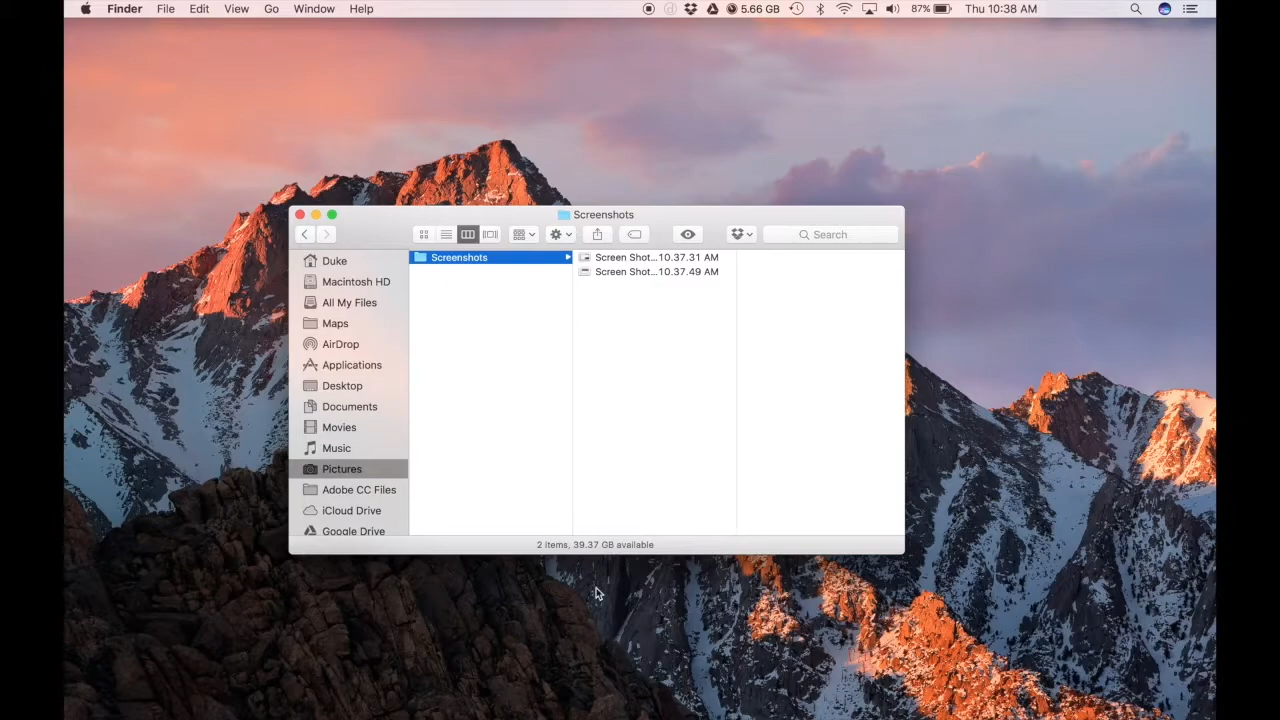 Finder File Edit View Go Window Help 5.66 GB 87% Thu 10:38 AM
Screenshots
Search
Duke
Macintosh HD
All My Files
Maps
AirDrop
Applications
Desktop
Documents
Movies
Music
Pictures
Adobe CC Files
iCloud Drive
Google Drive
Screenshots
Screen Shot...10.37.31 AM
Screen Shot...10.37.49 AM
2 items, 39.37 GB available